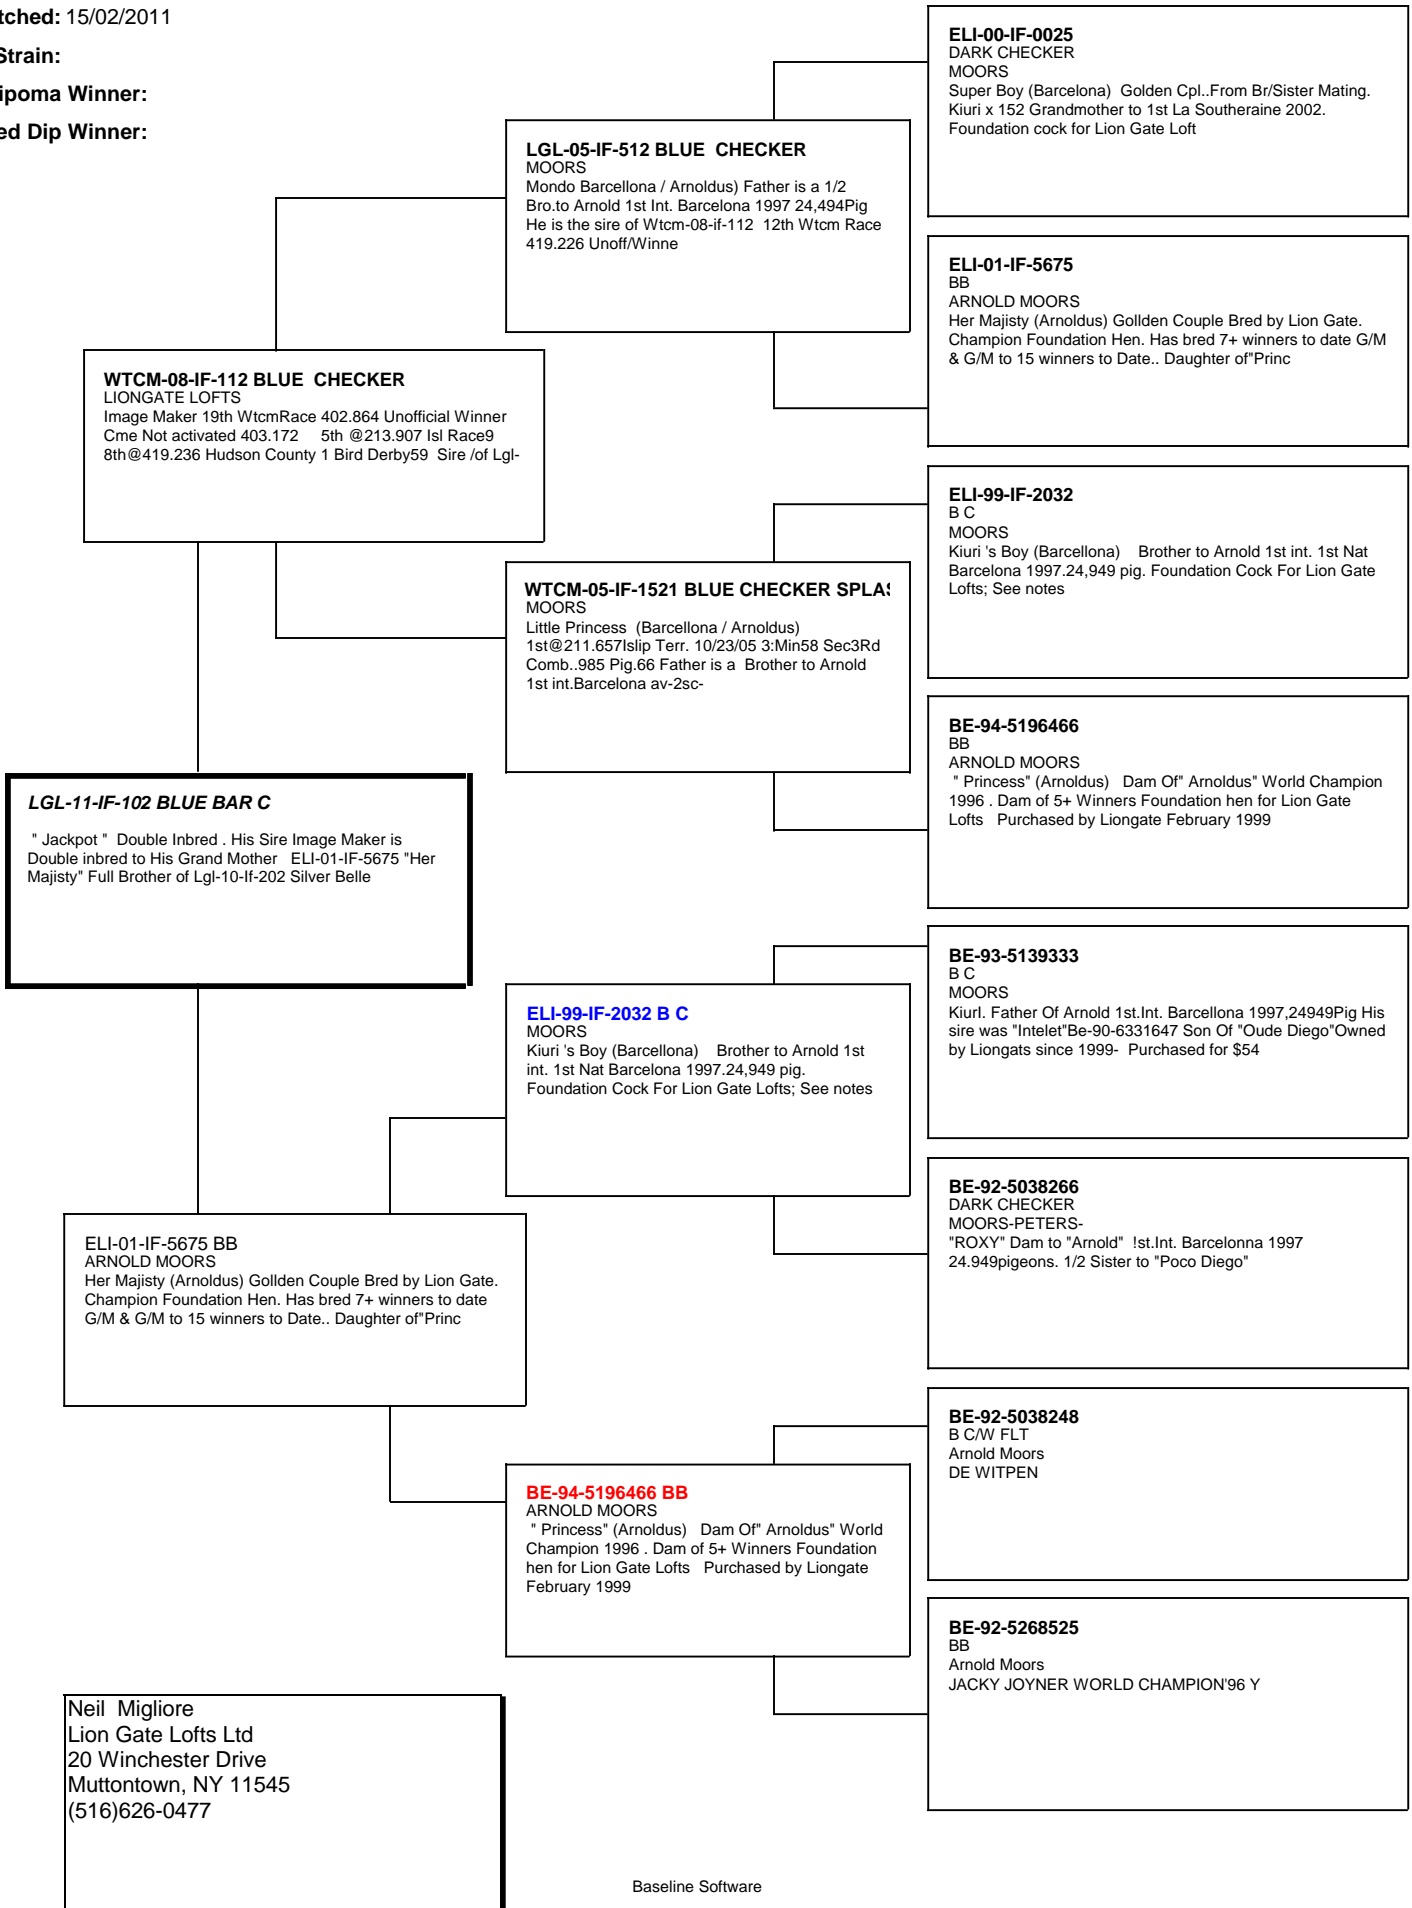 tched: 15/02/2011
Strain:
ipoma Winner:
ed Dip Winner:
ELI-00-IF-0025
DARK CHECKER
MOORS
Super Boy (Barcelona) Golden Cpl..From Br/Sister Mating.
Kiuri x 152 Grandmother to 1st La Southeraine 2002.
Foundation cock for Lion Gate Loft
LGL-05-IF-512 BLUE CHECKER
MOORS
Mondo Barcellona / Arnoldus) Father is a 1/2
Bro.to Arnold 1st Int. Barcelona 1997 24,494Pig
He is the sire of Wtcm-08-if-112 12th Wtcm Race
419.226 Unoff/Winne
ELI-01-IF-5675
BB
ARNOLD MOORS
Her Majisty (Arnoldus) Gollden Couple Bred by Lion Gate.
Champion Foundation Hen. Has bred 7+ winners to date G/M
& G/M to 15 winners to Date.. Daughter of"Princ
WTCM-08-IF-112 BLUE CHECKER
LIONGATE LOFTS
Image Maker 19th WtcmRace 402.864 Unofficial Winner
Cme Not activated 403.172 5th @213.907 Isl Race9
8th@419.236 Hudson County 1 Bird Derby59 Sire /of Lgl-
ELI-99-IF-2032
B C
MOORS
Kiuri 's Boy (Barcellona) Brother to Arnold 1st int. 1st Nat
Barcelona 1997.24,949 pig. Foundation Cock For Lion Gate
Lofts; See notes
WTCM-05-IF-1521 BLUE CHECKER SPLAS
MOORS
Little Princess (Barcellona / Arnoldus)
1st@211.657Islip Terr. 10/23/05 3:Min58 Sec3Rd
Comb..985 Pig.66 Father is a Brother to Arnold
1st int.Barcelona av-2sc-
BE-94-5196466
BB
ARNOLD MOORS
" Princess" (Arnoldus) Dam Of" Arnoldus" World Champion
1996 . Dam of 5+ Winners Foundation hen for Lion Gate
Lofts Purchased by Liongate February 1999
LGL-11-IF-102 BLUE BAR C
" Jackpot " Double Inbred . His Sire Image Maker is
Double inbred to His Grand Mother ELI-01-IF-5675 "Her
Majisty" Full Brother of Lgl-10-If-202 Silver Belle
BE-93-5139333
B C
MOORS
KiurI. Father Of Arnold 1st.Int. Barcellona 1997,24949Pig His
sire was "Intelet"Be-90-6331647 Son Of "Oude Diego"Owned
by Liongats since 1999- Purchased for $54
ELI-99-IF-2032 B C
MOORS
Kiuri 's Boy (Barcellona) Brother to Arnold 1st
int. 1st Nat Barcelona 1997.24,949 pig.
Foundation Cock For Lion Gate Lofts; See notes
BE-92-5038266
DARK CHECKER
MOORS-PETERS-
"ROXY" Dam to "Arnold" !st.Int. Barcelonna 1997
24.949pigeons. 1/2 Sister to "Poco Diego"
ELI-01-IF-5675 BB
ARNOLD MOORS
Her Majisty (Arnoldus) Gollden Couple Bred by Lion Gate.
Champion Foundation Hen. Has bred 7+ winners to date
G/M & G/M to 15 winners to Date.. Daughter of"Princ
BE-92-5038248
B C/W FLT
Arnold Moors
DE WITPEN
BE-94-5196466 BB
ARNOLD MOORS
" Princess" (Arnoldus) Dam Of" Arnoldus" World
Champion 1996 . Dam of 5+ Winners Foundation
hen for Lion Gate Lofts Purchased by Liongate
February 1999
BE-92-5268525
BB
Arnold Moors
JACKY JOYNER WORLD CHAMPION'96 Y
Neil Migliore
Lion Gate Lofts Ltd
20 Winchester Drive
Muttontown, NY 11545
(516)626-0477
Baseline Software